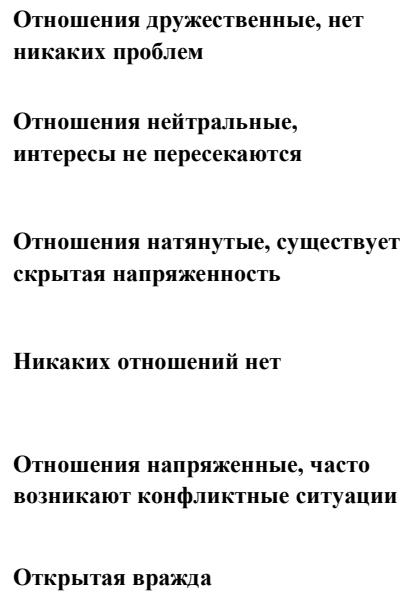 Отношения дружественные, нет
никаких проблем
Отношения нейтральные,
интересы не пересекаются
Отношения натянутые, существует
скрытая напряженность
Никаких отношений нет
Отношения напряженные, часто
возникают конфликтные ситуации
Открытая вражда